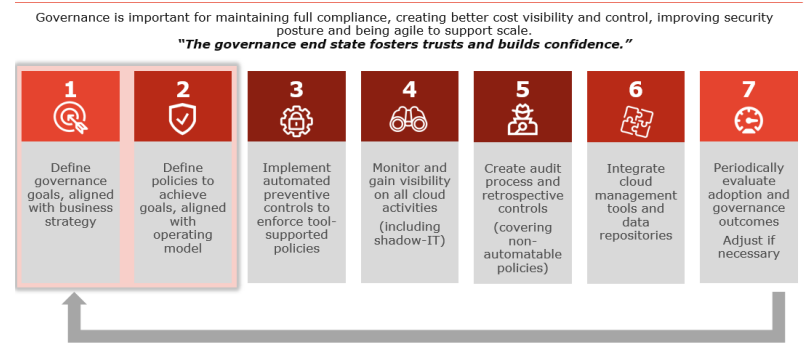 Governance is important for maintaining full compliance, creating better cost visibility and control, improving security
posture and being agile to support scale.
“The governance end state fosters trusts and builds confidence.”
1
Define
governance
goals, aligned
with business
strategy
2
Define
policies to
achieve
goals, aligned
with
operating
model
3
Implement
automated
preventive
controls to
enforce tool-
supported
policies
4
Monitor and
gain visibility
on all cloud
activities
(including
shadow-IT)
5
Create audit
process and
retrospective
controls
(covering
non-
automatable
policies)
6
Integrate
cloud
management
tools and
data
repositories
7
Periodically
evaluate
adoption and
governance
outcomes
Adjust if
necessary